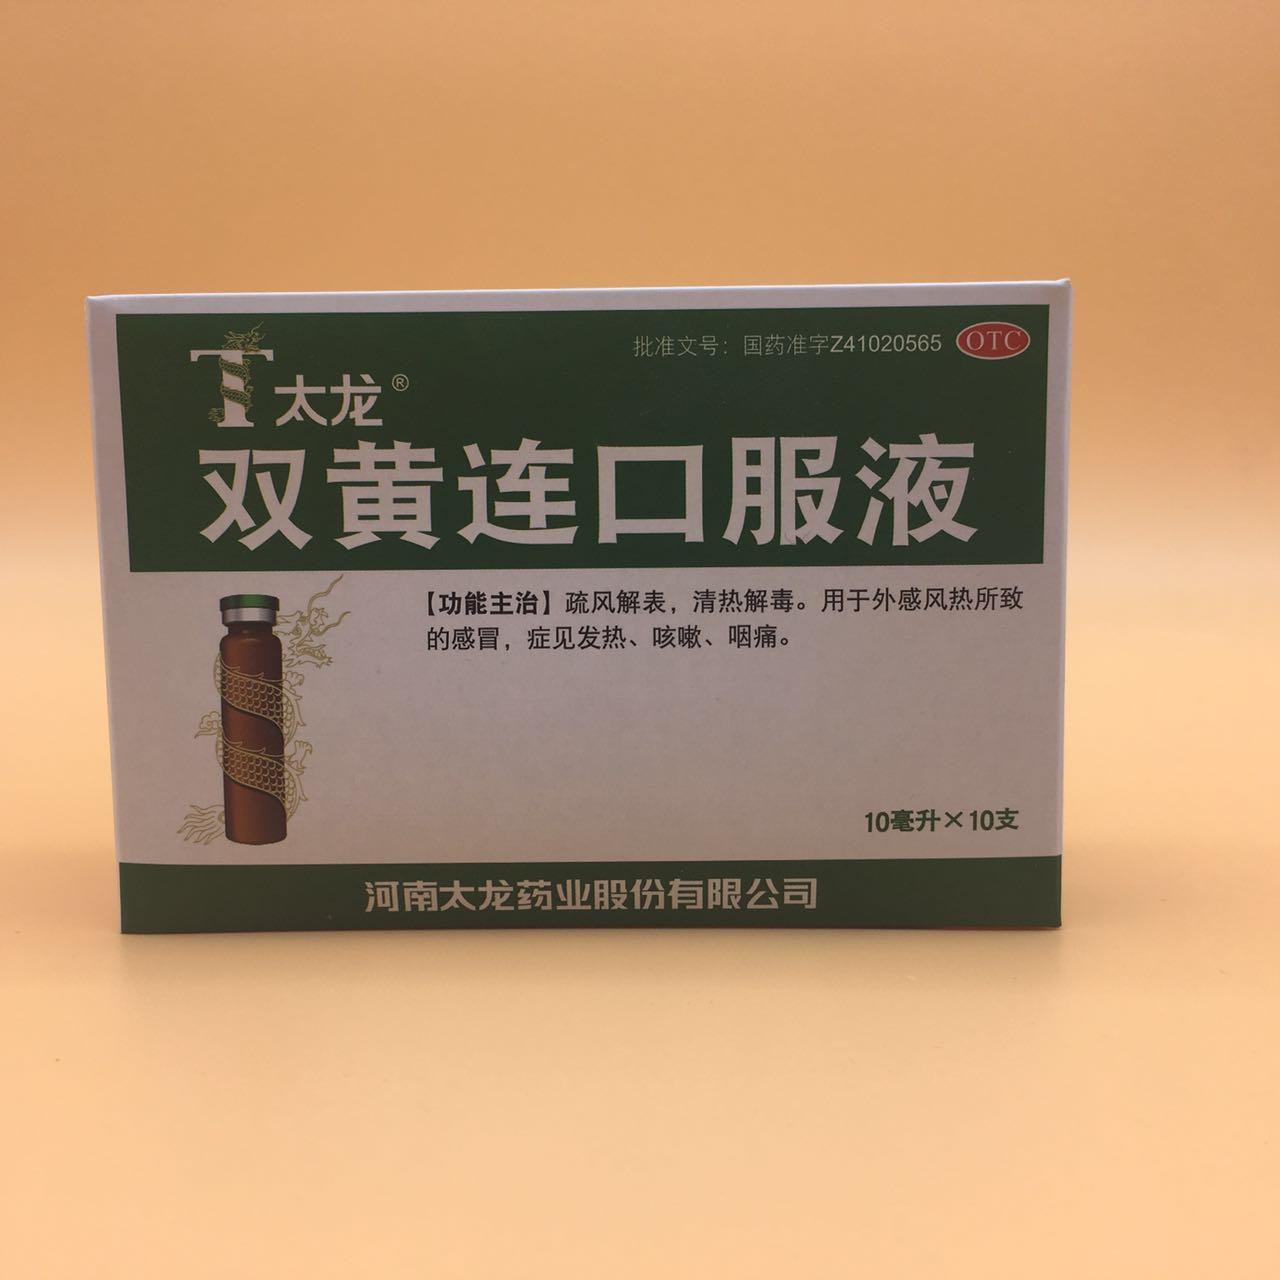 批准文号：国药准字Z41020565 OTC
T 太龙®
双黄连口服液
【功能主治】疏风解表，清热解毒。用于外感风热所致
的感冒，症见发热、咳嗽、咽痛。
10毫升×10支
河南太龙药业股份有限公司